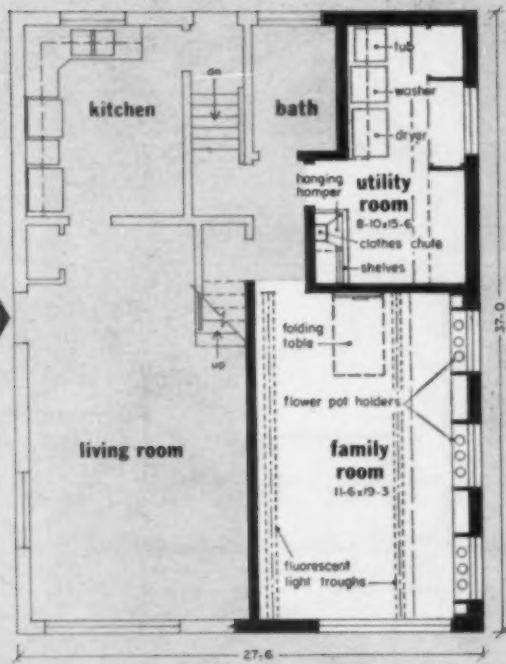 kitchen
dn
bath
tub
washer
dryer
hanging
hamper
utility
room
8-10x15-6
clothes chute
shelves
folding
table
up
flower pot holders
living room
family
room
11-6x19-3
fluorescent
light troughs
37-0
27-6